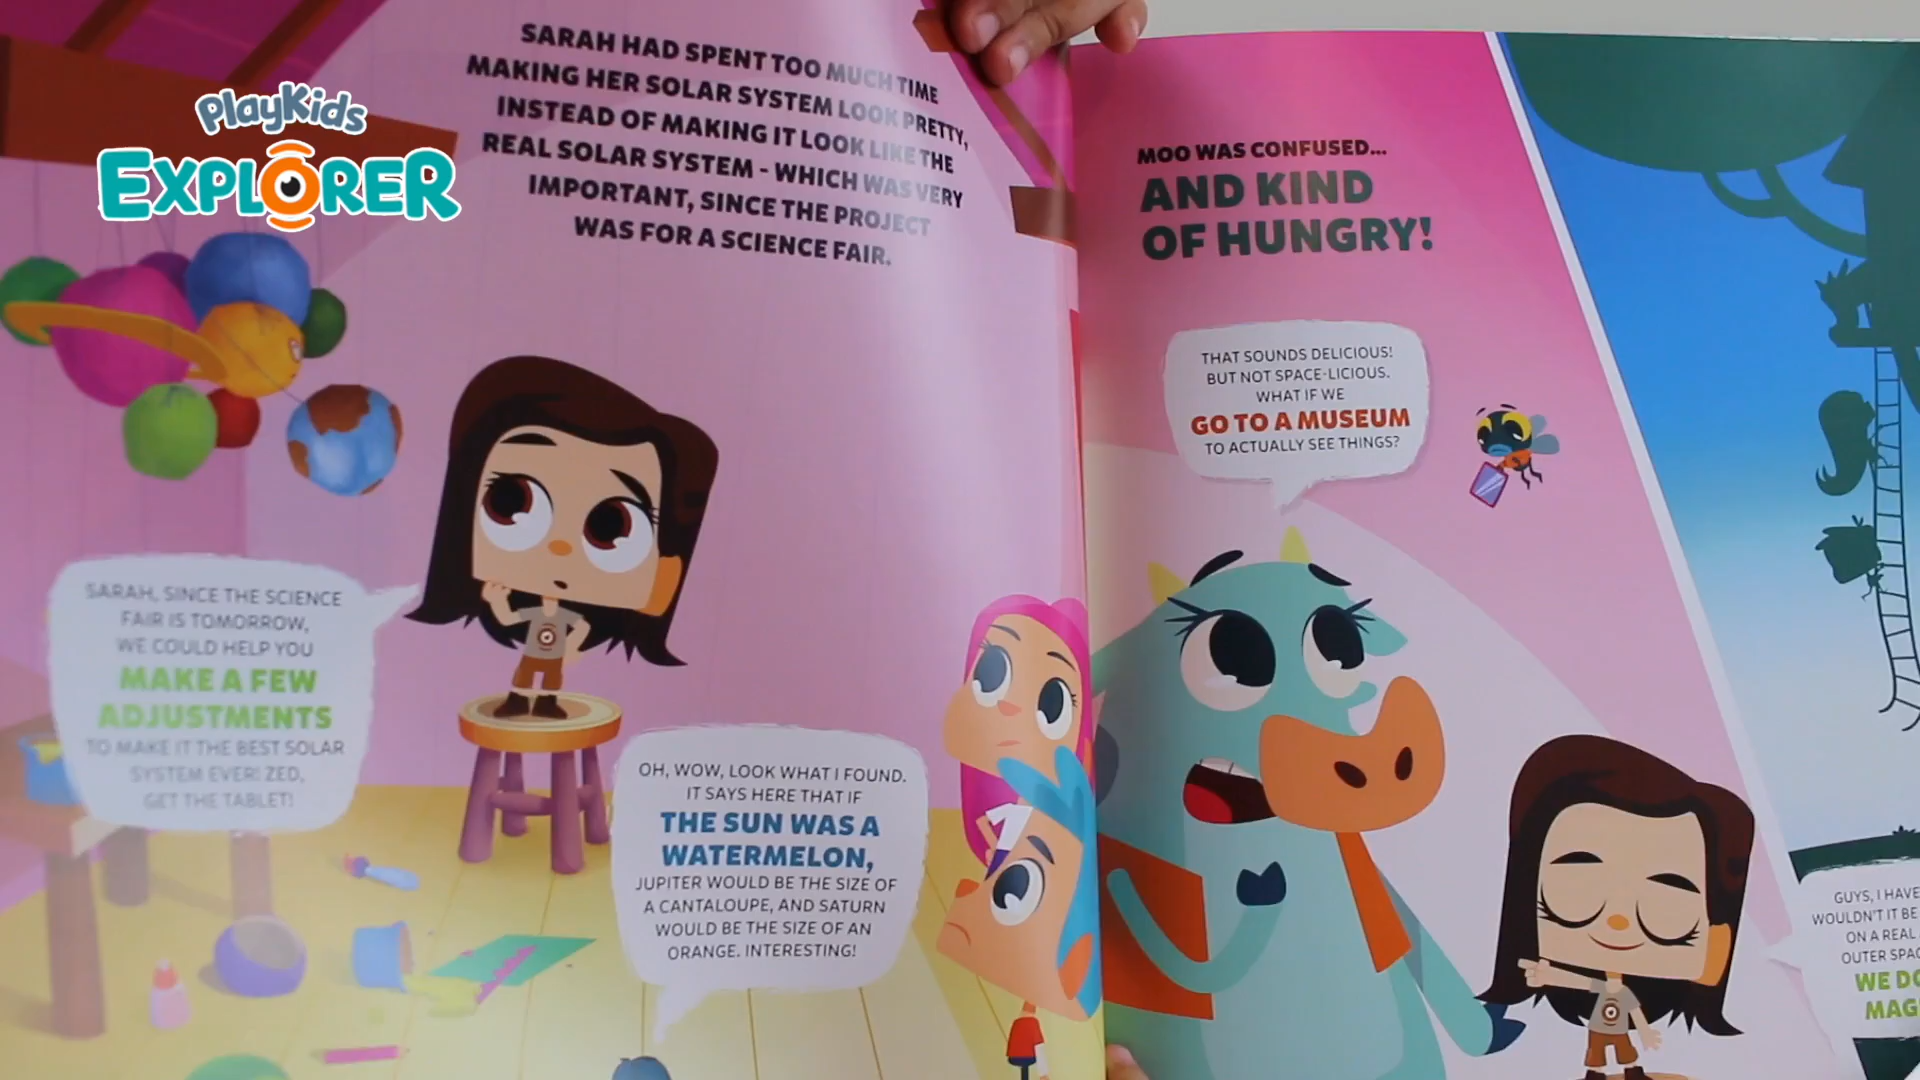 PlayKids
EXPLORER
SARAH HAD SPENT TOO MUCH TIME
MAKING HER SOLAR SYSTEM LOOK PRETTY,
INSTEAD OF MAKING IT LOOK LIKE THE
REAL SOLAR SYSTEM - WHICH WAS VERY
IMPORTANT, SINCE THE PROJECT
WAS FOR A SCIENCE FAIR.
SARAH, SINCE THE SCIENCE
FAIR IS TOMORROW,
WE COULD HELP YOU
MAKE A FEW
ADJUSTMENTS
TO MAKE IT THE BEST SOLAR
SYSTEM EVER! ZED,
GET THE TABLET!
OH, WOW, LOOK WHAT I FOUND.
IT SAYS HERE THAT IF
THE SUN WAS A
WATERMELON,
JUPITER WOULD BE THE SIZE OF
A CANTALOUPE, AND SATURN
WOULD BE THE SIZE OF AN
ORANGE. INTERESTING!
1
MOO WAS CONFUSED...
AND KIND
OF HUNGRY!
THAT SOUNDS DELICIOUS!
BUT NOT SPACE-LICIOUS.
WHAT IF WE
GO TO A MUSEUM
TO ACTUALLY SEE THINGS?
GUYS, I HAVE
WOULDN'T IT BE
ON A REAL
OUTER SPAC
WE DO
MAG